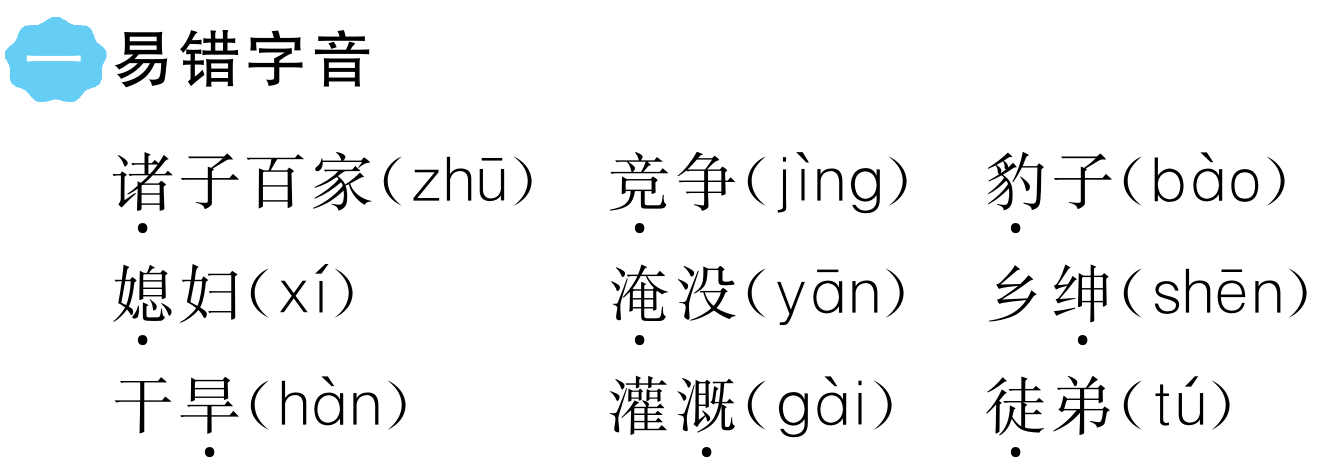 一 易错字音
诸子百家(zhū) 竞争(jìng) 豹子(bào)
媳妇(xí) 淹没(yān) 乡绅(shēn)
干旱(hàn) 灌溉(gài) 徒弟(tú)